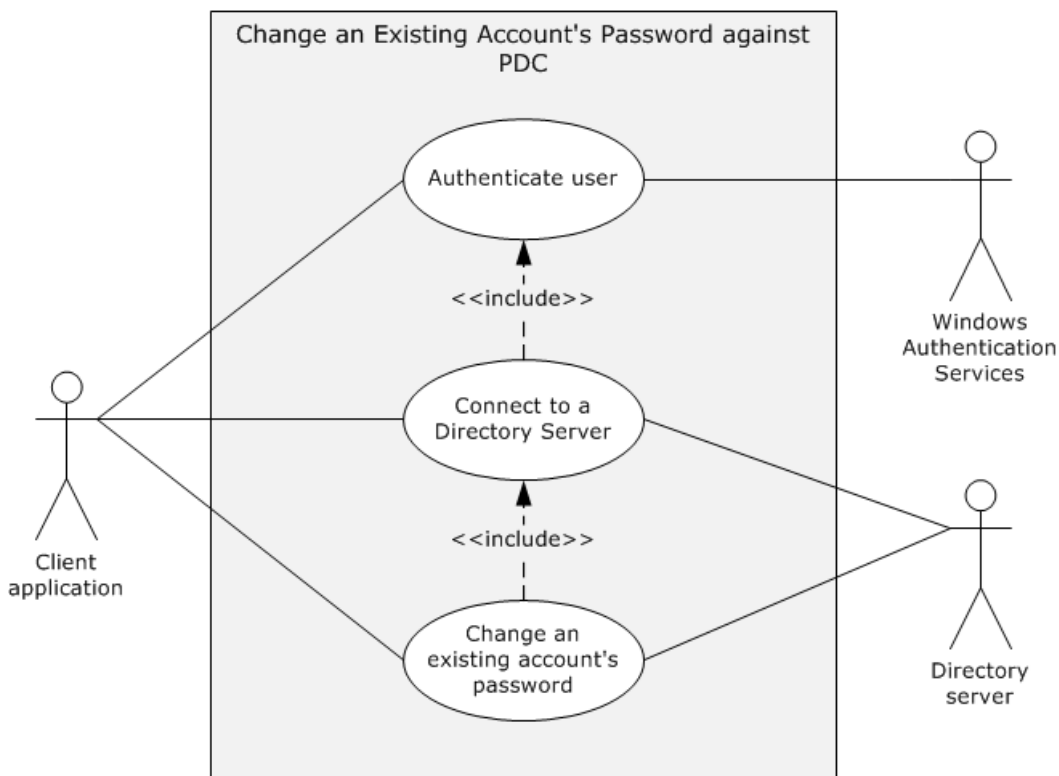 Change an Existing Account's Password against
PDC
Authenticate user
<<include>>
Windows
Authentication
Services
Connect to a
Directory Server
<<include>>
Client
application
Change an
existing account's
password
Directory
server